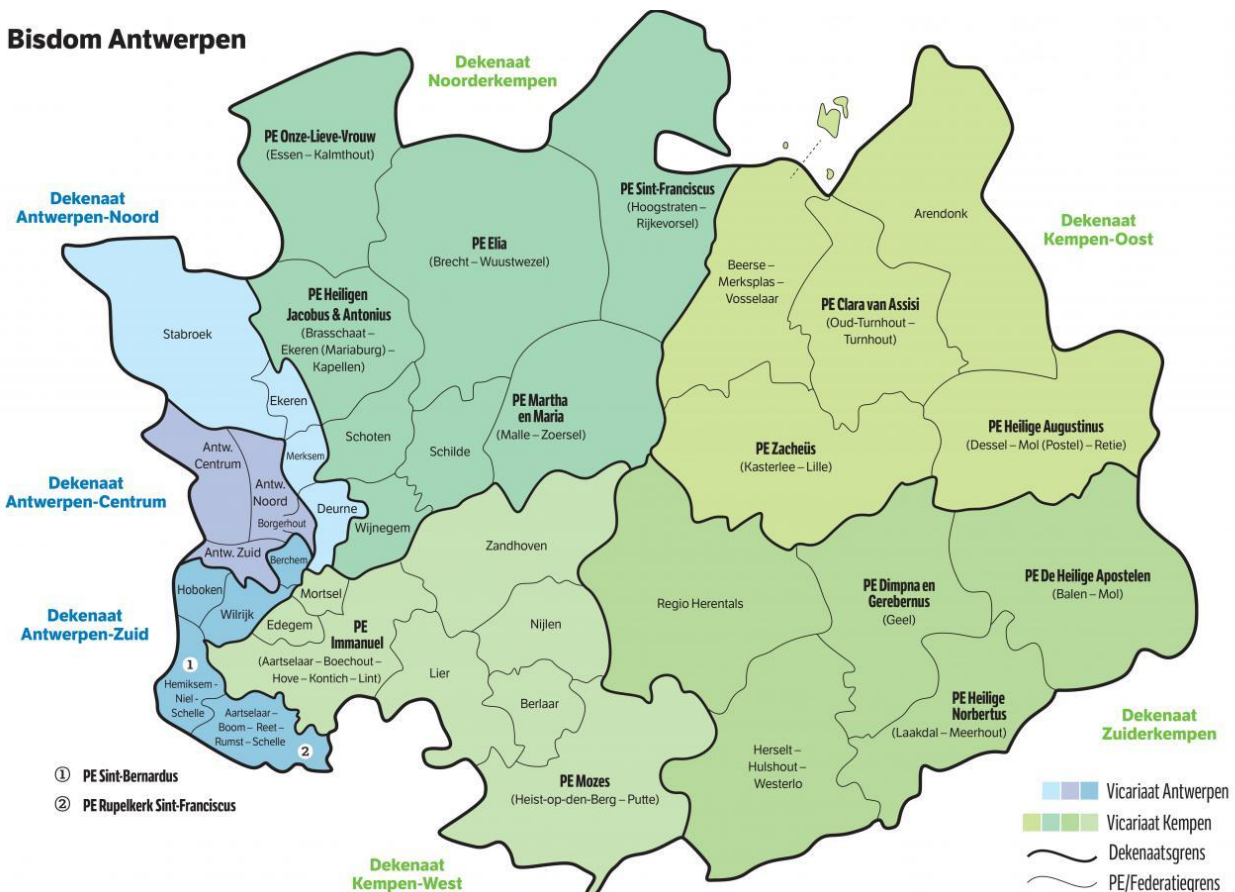 Bisdom Antwerpen
Dekenaat
Noorderkempen
PE Onze-Lieve-Vrouw
(Essen – Kalmthout)
Dekenaat
Antwerpen-Noord
PE Sint-Franciscus
(Hoogstraten –
Rijkevorsel)
Arendonk
Dekenaat
Kempen-Oost
PE Elia
(Brecht – Wuustwezel)
Beerse –
Merksplas –
Vosselaar
PE Clara van Assisi
(Oud-Turnhout –
Turnhout)
PE Heiligen
Jacobus & Antonius
(Brasschaat –
Ekeren (Mariaburg) –
Kapellen)
Stabroek
Ekeren
PE Martha
en Maria
(Malle – Zoersel)
PE Heilige Augustinus
(Dessel – Mol (Postel) – Retie)
PE Zacheüs
(Kasterlee – Lille)
Schoten
Schilde
Antw.
Centrum
Merksem
Dekenaat
Antwerpen-Centrum
Antw.
Noord
Borgerhout
Deurne
Wijnegem
Antw. Zuid
Berchem
Zandhoven
Hoboken
Wilrijk
Mortsel
Edegem
Dekenaat
Antwerpen-Zuid
PE
Immanuel
(Aartselaar – Boechout –
Hove – Kontich – Lint)
Lier
Nijlen
Berlaar
Regio Herentals
PE Dimpna en
Gerebernus
(Geel)
PE De Heilige Apostelen
(Balen – Mol)
1
Hemiksem -
Niel -
Schelle
Aartselaar –
Boom – Reet –
Rumst – Schelle
2
PE Heilige
Norbertus
(Laakdal – Meerhout)
Dekenaat
Zuiderkempen
Herselt –
Hulshout –
Westerlo
PE Mozes
(Heist-op-den-Berg – Putte)
1 PE Sint-Bernardus
2 PE Rupelkerk Sint-Franciscus
Dekenaat
Kempen-West
Vicariaat Antwerpen
Vicariaat Kempen
Dekenaatsgrens
PE/Federatiegrens